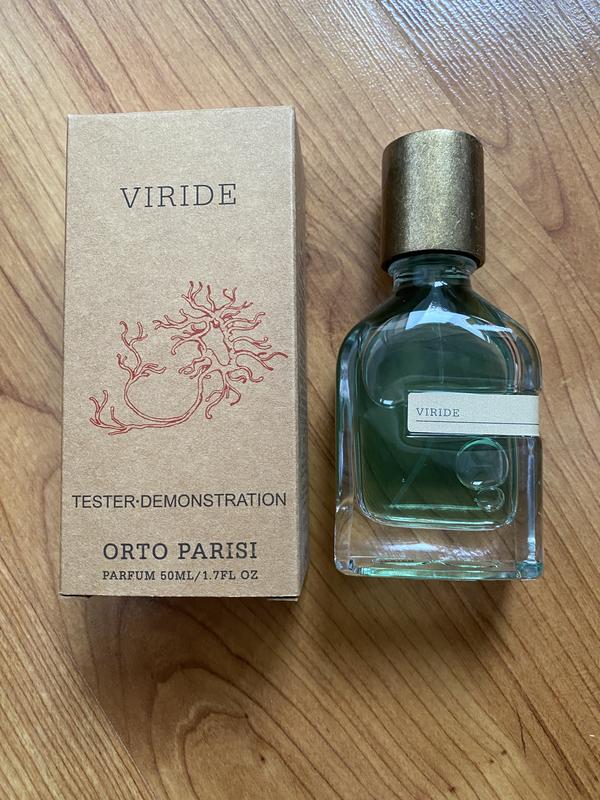 VIRIDE
TESTER·DEMONSTRATION
ORTO PARISI
PARFUM 50ML/1.7FL OZ
VIRIDE